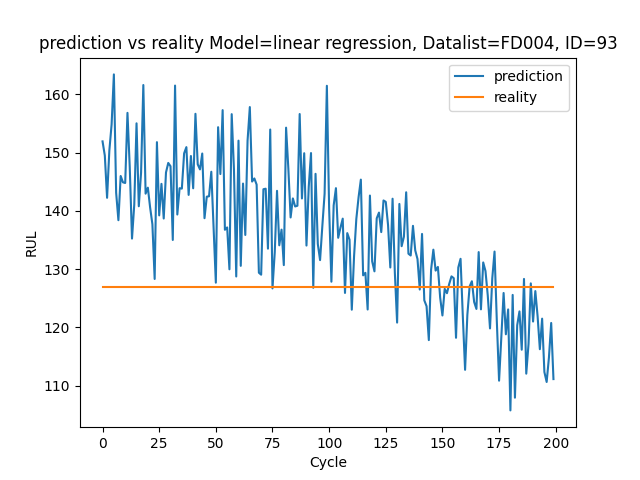 prediction vs reality Model=linear regression, Datalist=FD004, ID=93
prediction
reality
160
150
140
130
120
110
RUL
0 25 50 75 100 125 150 175 200
Cycle